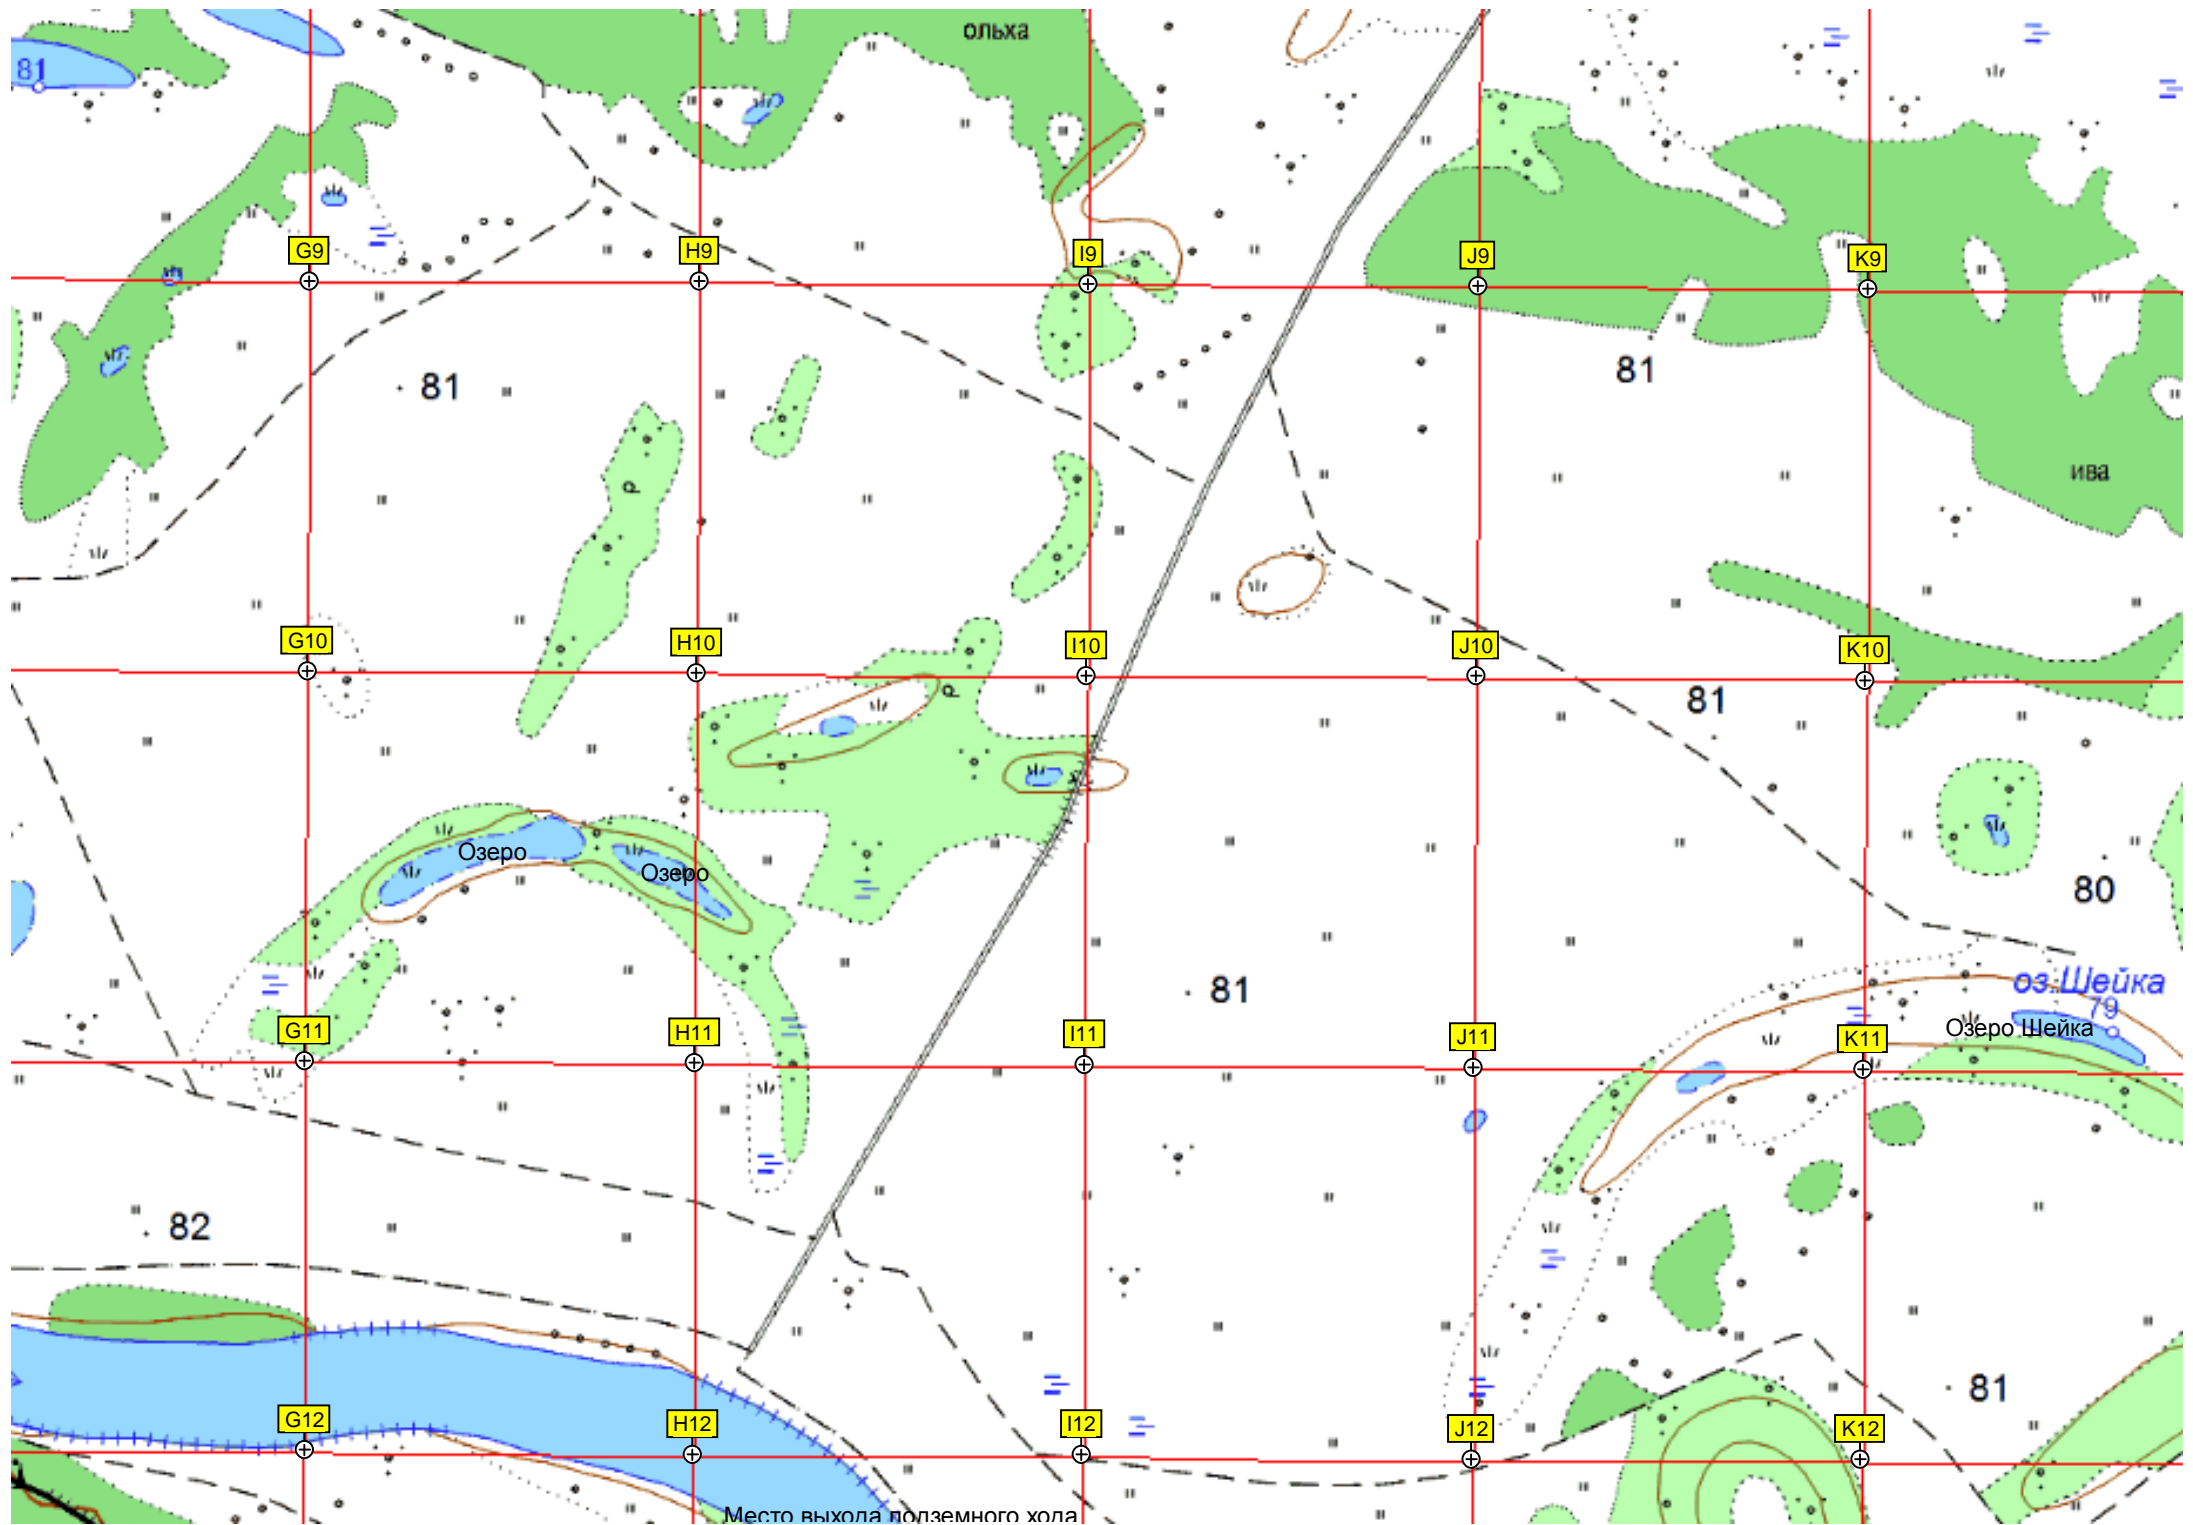 ольха
81
G9
H9
I9
J9
K9
81
81
р
ива
G10
H10
I10
J10
K10
р
81
Озеро
Озеро
80
81
оз.Шейка
79
Озеро Шейка
G11
H11
I11
J11
K11
82
81
G12
H12
I12
J12
K12
Место выхода подземного хода